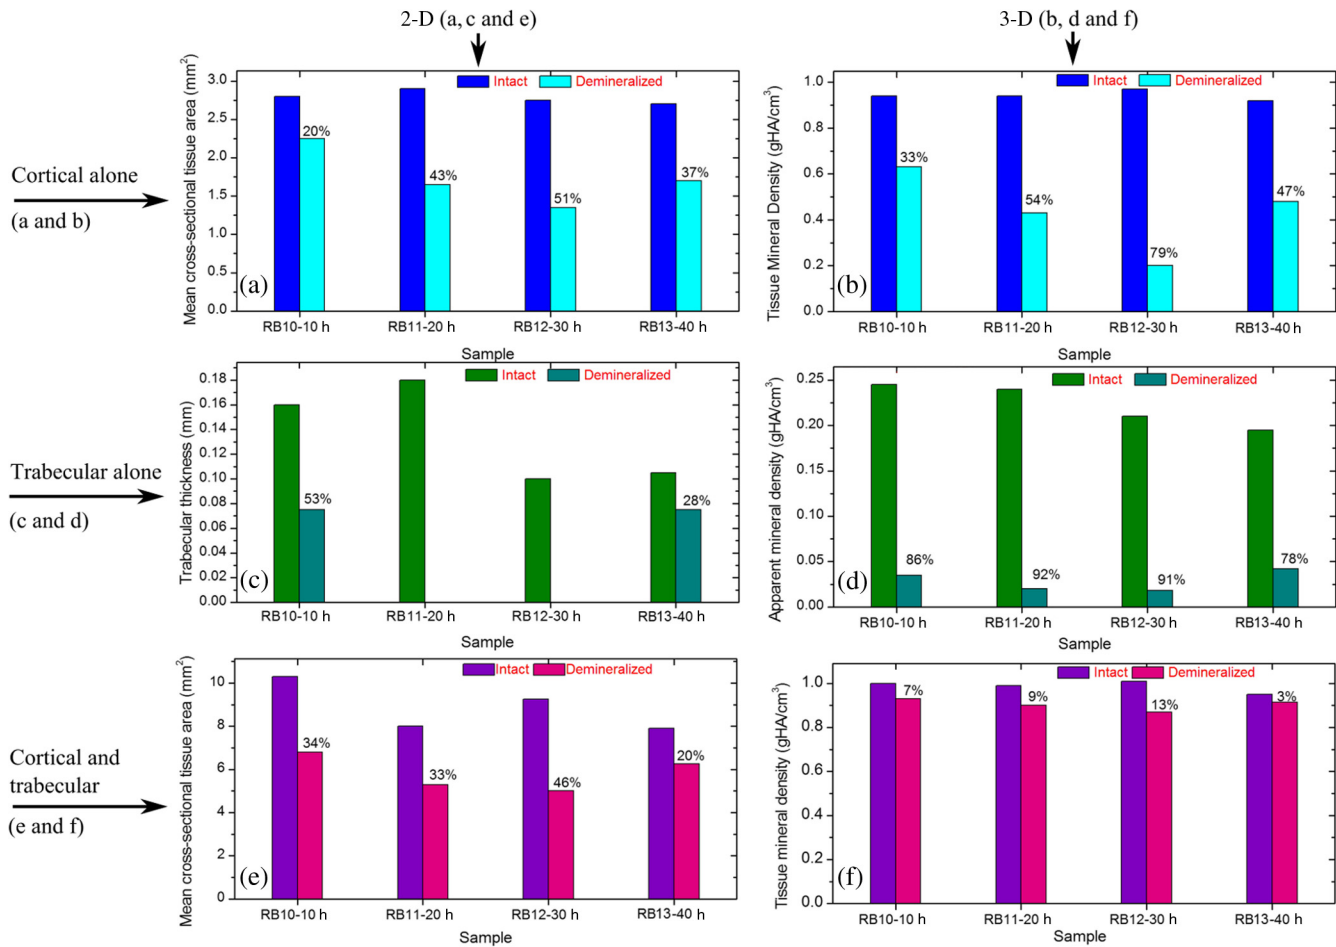 2-D (a, c and e)
3-D (b, d and f)
Cortical alone
(a and b)
Mean cross-sectional tissue area (mm²)
3.0
2.5
2.0
1.5
1.0
0.5
0.0
Intact Demineralized
20%
43%
51%
37%
(a)
RB10-10 h RB11-20 h RB12-30 h RB13-40 h
Sample
Tissue Mineral Density (gHA/cm³)
1.0
0.8
0.6
0.4
0.2
0.0
Intact Demineralized
33%
54%
79%
47%
(b)
RB10-10 h RB11-20 h RB12-30 h RB13-40 h
Sample
Trabecular alone
(c and d)
Trabecular thickness (mm)
0.18
0.16
0.14
0.12
0.10
0.08
0.06
0.04
0.02
0.00
Intact Demineralized
53%
28%
(c)
RB10-10 h RB11-20 h RB12-30 h RB13-40 h
Sample
Apparent mineral density (gHA/cm³)
0.25
0.20
0.15
0.10
0.05
0.00
Intact Demineralized
86%
92%
91%
78%
(d)
RB10-10 h RB11-20 h RB12-30 h RB13-40 h
Sample
Cortical and
trabecular
(e and f)
Mean cross-sectional tissue area (mm²)
10
8
6
4
2
0
Intact Demineralized
34%
33%
46%
20%
(e)
RB10-10 h RB11-20 h RB12-30 h RB13-40 h
Sample
Tissue mineral density (gHA/cm³)
1.0
0.8
0.6
0.4
0.2
0.0
Intact Demineralized
7%
9%
13%
3%
(f)
RB10-10 h RB11-20 h RB12-30 h RB13-40 h
Sample